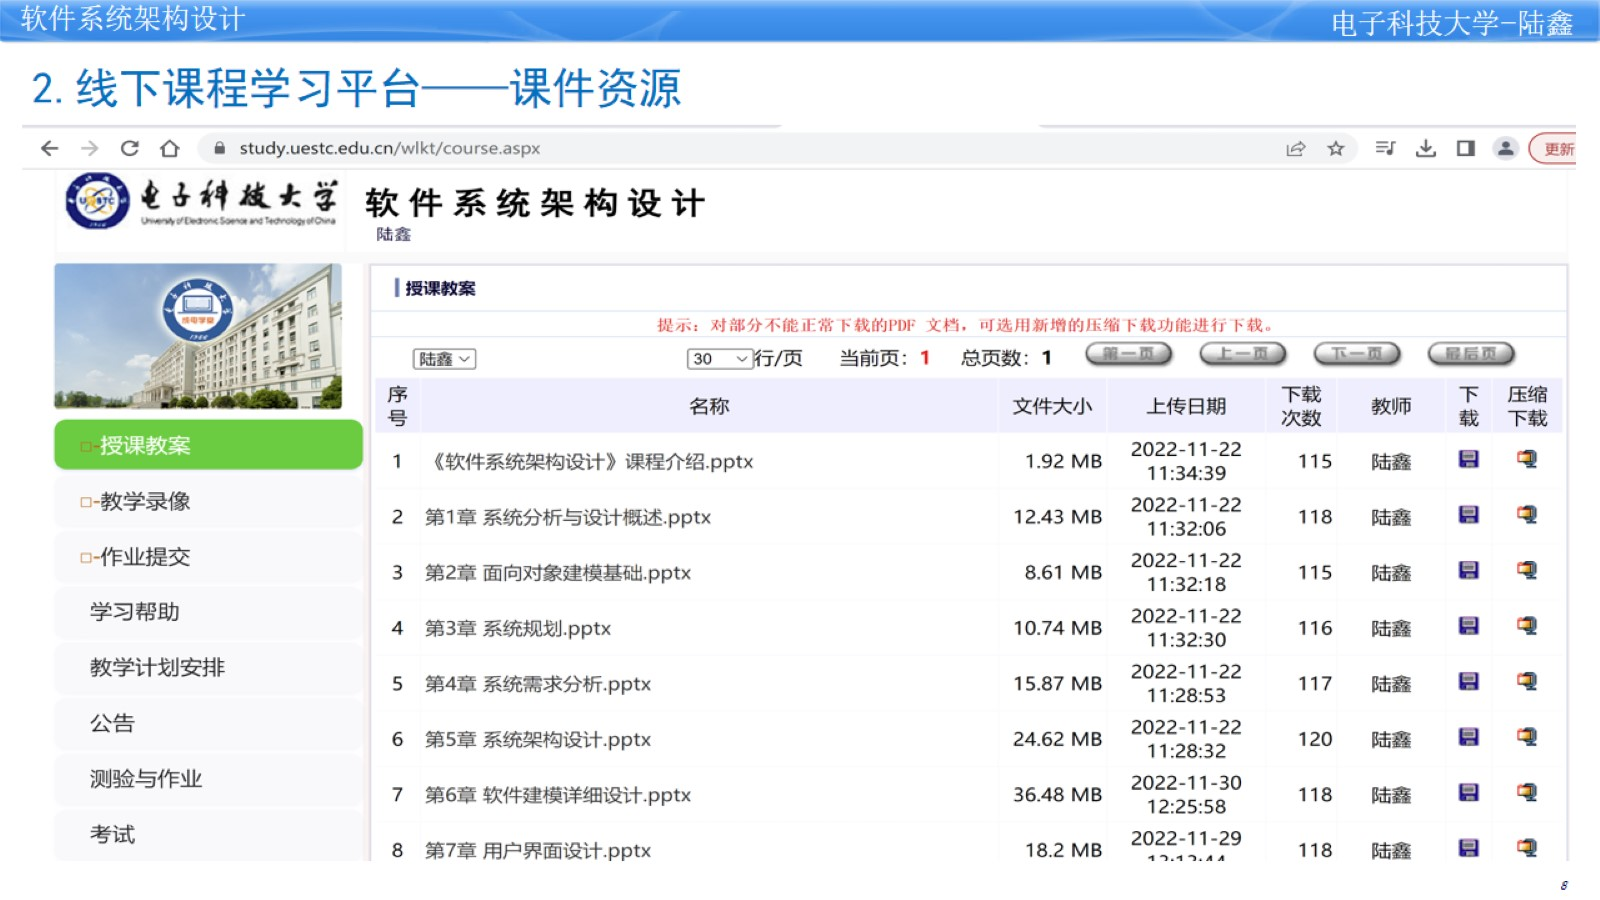 软件系统架构设计
电子科技大学-陆鑫
2. 线下课程学习平台——课件资源
study.uestc.edu.cn/wlkt/course.aspx
更新
电子科技大学
University of Electronic Science and Technology of China
软件系统架构设计
陆鑫
授课教案
提示：对部分不能正常下载的PDF 文档，可选用新增的压缩下载功能进行下载。
陆鑫 30 行/页 当前页：1 总页数：1 第一页 上一页 下一页 最后页
序号 名称 文件大小 上传日期 下载次数 教师 下载 压缩下载
1 《软件系统架构设计》课程介绍.pptx 1.92 MB 2022-11-22 11:34:39 115 陆鑫
2 第1章 系统分析与设计概述.pptx 12.43 MB 2022-11-22 11:32:06 118 陆鑫
3 第2章 面向对象建模基础.pptx 8.61 MB 2022-11-22 11:32:18 115 陆鑫
4 第3章 系统规划.pptx 10.74 MB 2022-11-22 11:32:30 116 陆鑫
5 第4章 系统需求分析.pptx 15.87 MB 2022-11-22 11:28:53 117 陆鑫
6 第5章 系统架构设计.pptx 24.62 MB 2022-11-22 11:28:32 120 陆鑫
7 第6章 软件建模详细设计.pptx 36.48 MB 2022-11-30 12:25:58 118 陆鑫
8 第7章 用户界面设计.pptx 18.2 MB 2022-11-29 118 陆鑫
-授课教案
-教学录像
-作业提交
学习帮助
教学计划安排
公告
测验与作业
考试
8